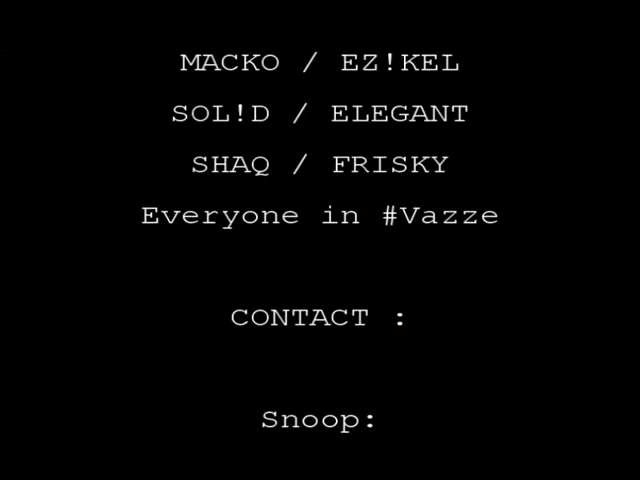 MACKO / EZ!KEL
SOL!D / ELEGANT
SHAQ / FRISKY
Everyone in #Vazze
CONTACT :
Snoop: